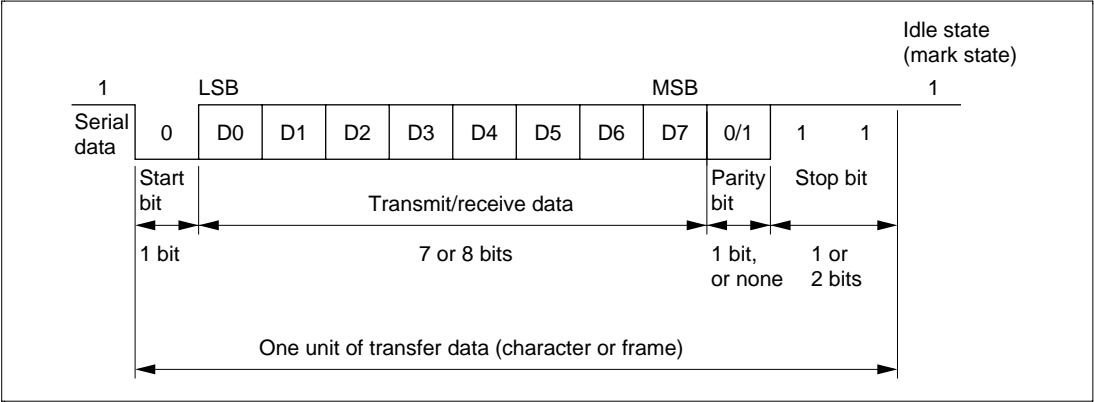 Idle state
(mark state)
1 LSB MSB 1
Serial
data
0 D0 D1 D2 D3 D4 D5 D6 D7 0/1 1 1
Start
bit
Transmit/receive data
Parity
bit
Stop bit
1 bit
7 or 8 bits
1 bit,
or none
1 or
2 bits
One unit of transfer data (character or frame)